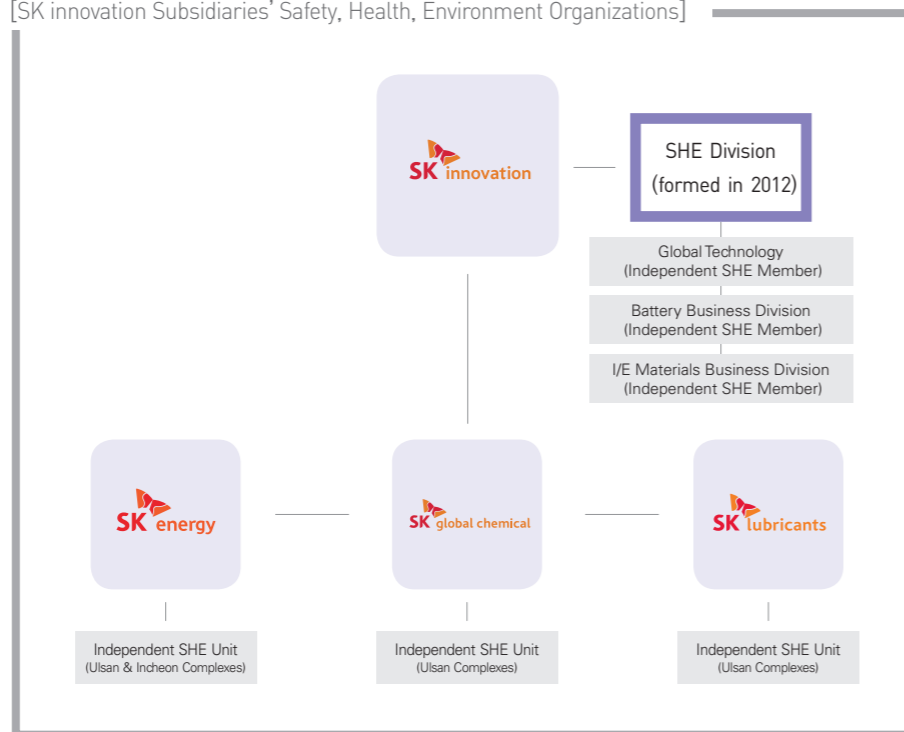 [SK innovation Subsidiaries’ Safety, Health, Environment Organizations]
SK innovation
SHE Division
(formed in 2012)
Global Technology
(Independent SHE Member)
Battery Business Division
(Independent SHE Member)
I/E Materials Business Division
(Independent SHE Member)
SK energy
SK global chemical
SK lubricants
Independent SHE Unit
(Ulsan & Incheon Complexes)
Independent SHE Unit
(Ulsan Complexes)
Independent SHE Unit
(Ulsan Complexes)